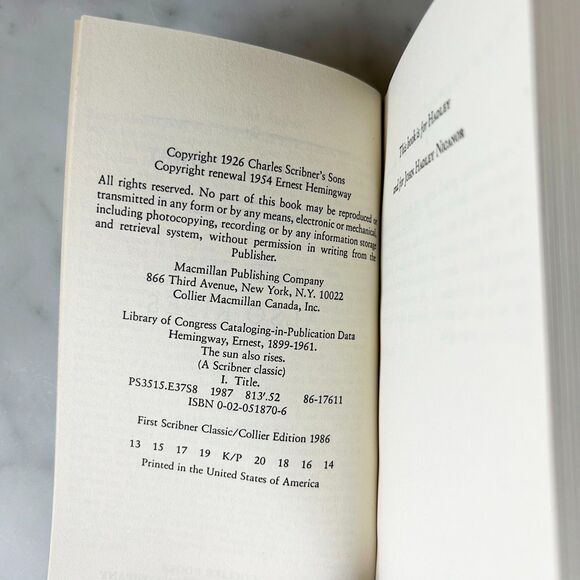 Copyright 1926 Charles Scribner's Sons
Copyright renewal 1954 Ernest Hemingway
All rights reserved. No part of this book may be reproduced or
transmitted in any form or by any means, electronic or mechanical,
including photocopying, recording or by any information storage
and retrieval system, without permission in writing from the
Publisher.
Macmillan Publishing Company
866 Third Avenue, New York, N.Y. 10022
Collier Macmillan Canada, Inc.
Library of Congress Cataloging-in-Publication Data
Hemingway, Ernest, 1899-1961.
The sun also rises.
(A Scribner classic)
I. Title.
PS3515.E37S8 1987 813'.52 86-17611
ISBN 0-02-051870-6
First Scribner Classic/Collier Edition 1986
13 15 17 19 K/P 20 18 16 14
Printed in the United States of America
This book is for HADLEY
and for JOHN HADLEY NICANOR